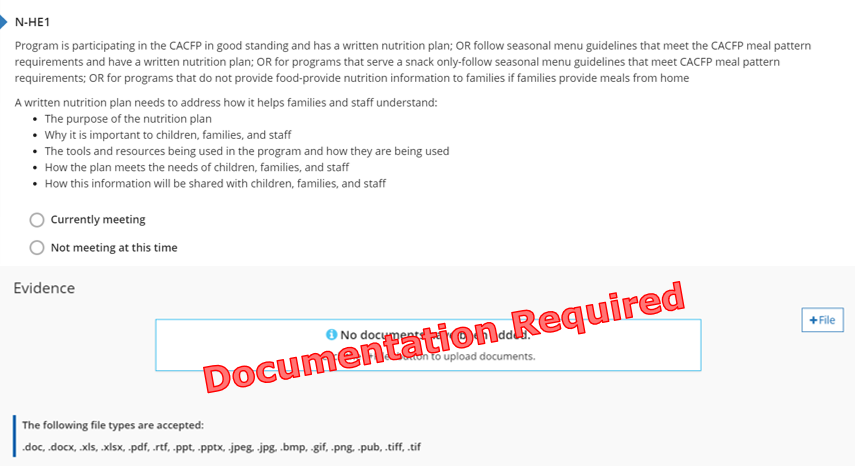 N-HE1
Program is participating in the CACFP in good standing and has a written nutrition plan; OR follow seasonal menu guidelines that meet the CACFP meal pattern
requirements and have a written nutrition plan; OR for programs that serve a snack only-follow seasonal menu guidelines that meet CACFP meal pattern
requirements; OR for programs that do not provide food-provide nutrition information to families if families provide meals from home
A written nutrition plan needs to address how it helps families and staff understand:
• The purpose of the nutrition plan
• Why it is important to children, families, and staff
• The tools and resources being used in the program and how they are being used
• How the plan meets the needs of children, families, and staff
• How this information will be shared with children, families, and staff
Currently meeting
Not meeting at this time
Evidence
+File
No documents have been added.
button to upload documents.
Documentation Required
The following file types are accepted:
.doc, .docx, .xls, .xlsx, .pdf, .rtf, .ppt, .pptx, .jpeg, .jpg, .bmp, .gif, .png, .pub, .tiff, .tif